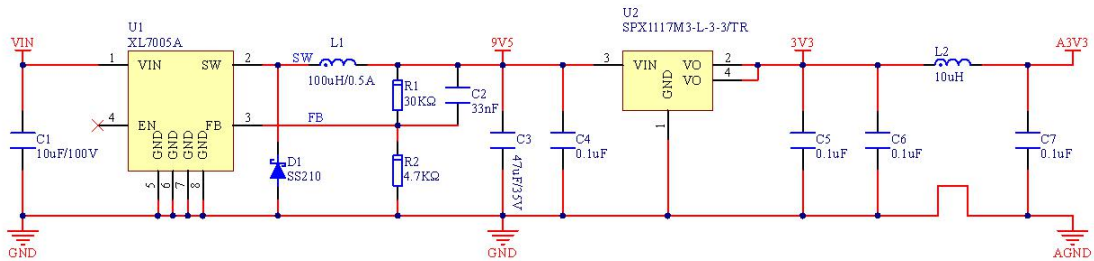 U1
XL7005A
VIN
1
VIN
SW
2
SW
L1
100uH/0.5A
9V5
U2
SPX1117M3-L-3-3/TR
3
VIN
VO
2
VO
4
GND
1
3V3
L2
10uH
A3V3
4
EN
FB
3
FB
GND
GND
GND
GND
5
6
7
8
C1
10uF/100V
R1
30KΩ
C2
33nF
D1
SS210
R2
4.7KΩ
C3
47uF/35V
C4
0.1uF
C5
0.1uF
C6
0.1uF
C7
0.1uF
GND
GND
AGND